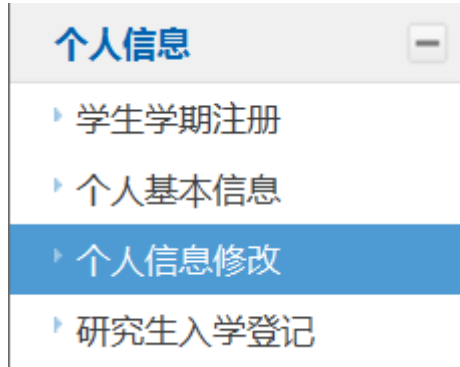 个人信息
学生学期注册
个人基本信息
个人信息修改
研究生入学登记